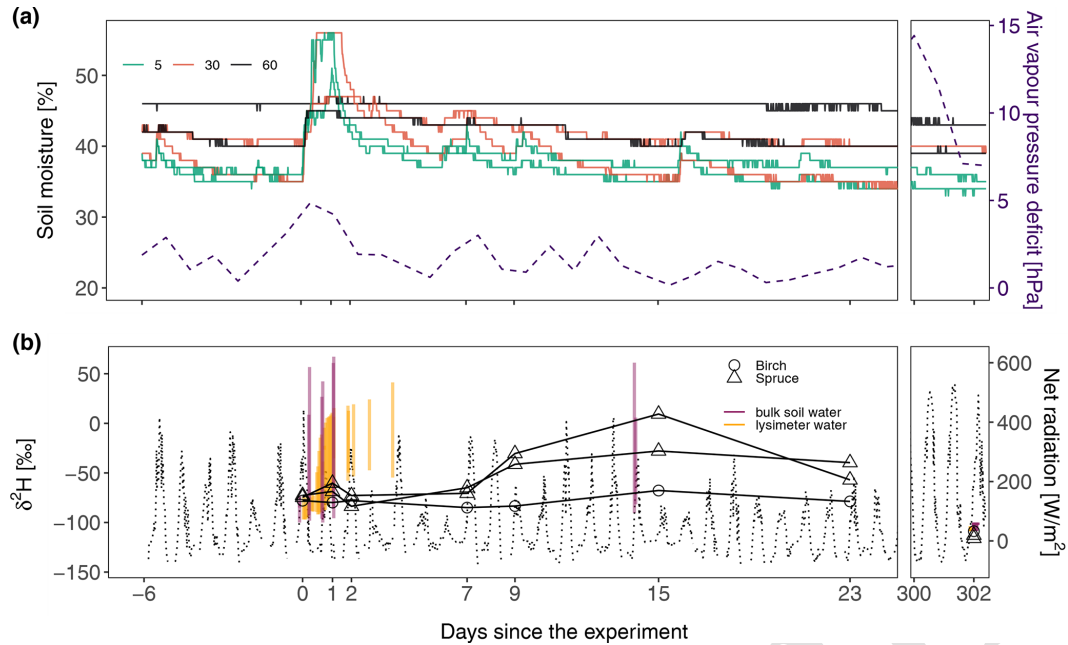 (a)
Soil moisture [%]
50
40
30
20
5 30 60
15
10
5
0
Air vapour pressure deficit [hPa]
(b)
δ²H [‰]
50
0
−50
−100
−150
Birch
Spruce
bulk soil water
lysimeter water
600
400
200
0
Net radiation [W/m²]
−6 0 1 2 7 9 15 23 300 302
Days since the experiment